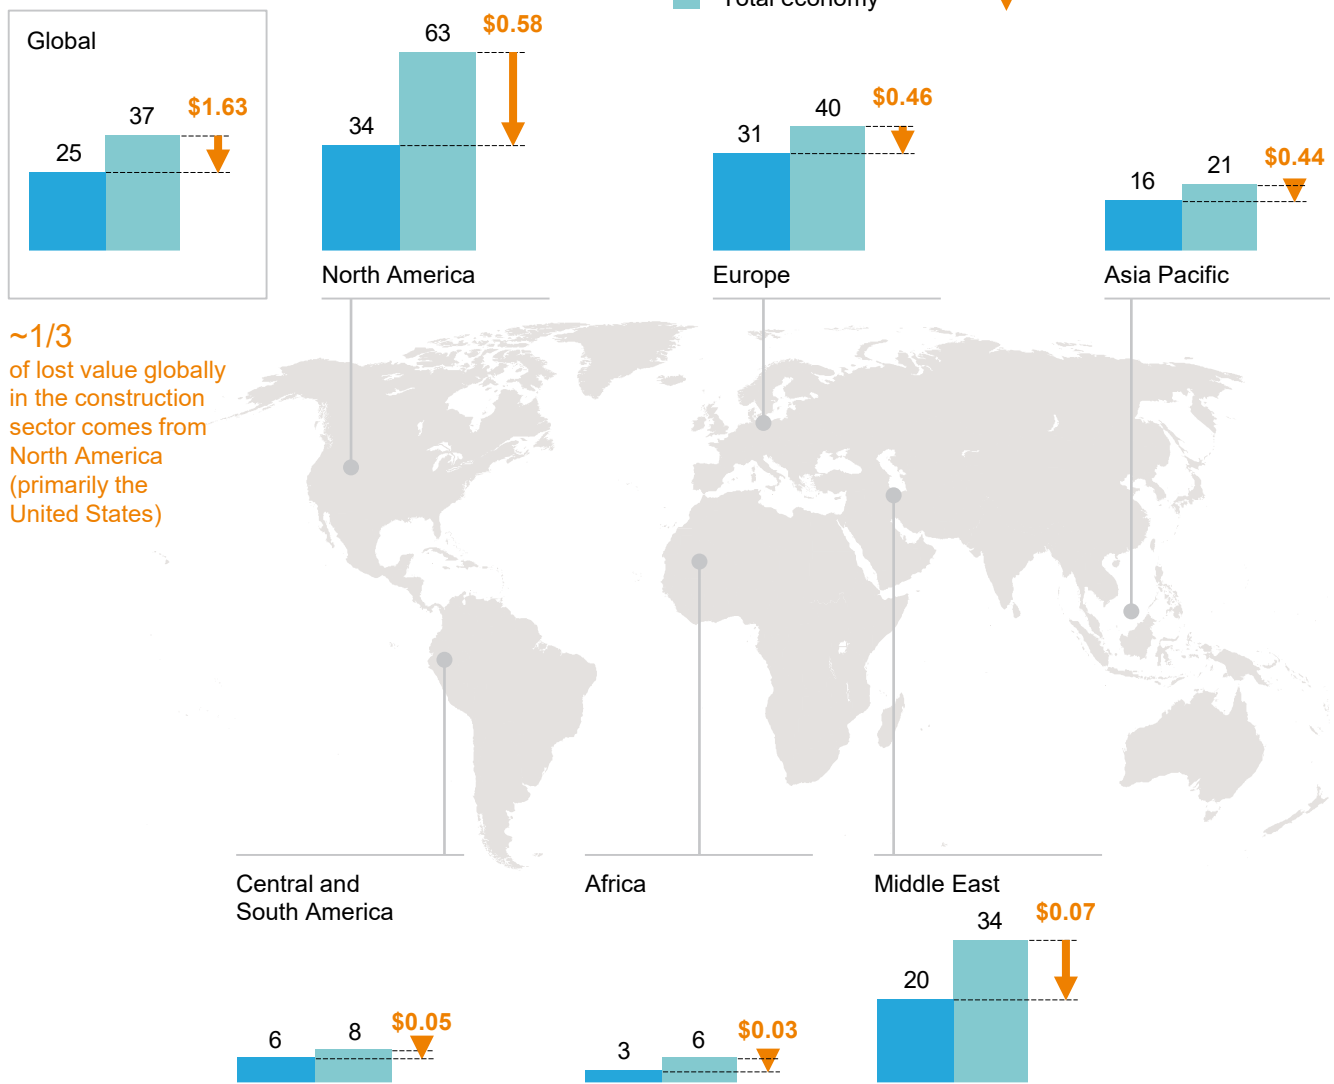 Total economy
Global
25
37
$1.63
34
63
$0.58
North America
31
40
$0.46
Europe
16
21
$0.44
Asia Pacific
~1/3
of lost value globally
in the construction
sector comes from
North America
(primarily the
United States)
Central and
South America
6
8
$0.05
Africa
3
6
$0.03
Middle East
20
34
$0.07